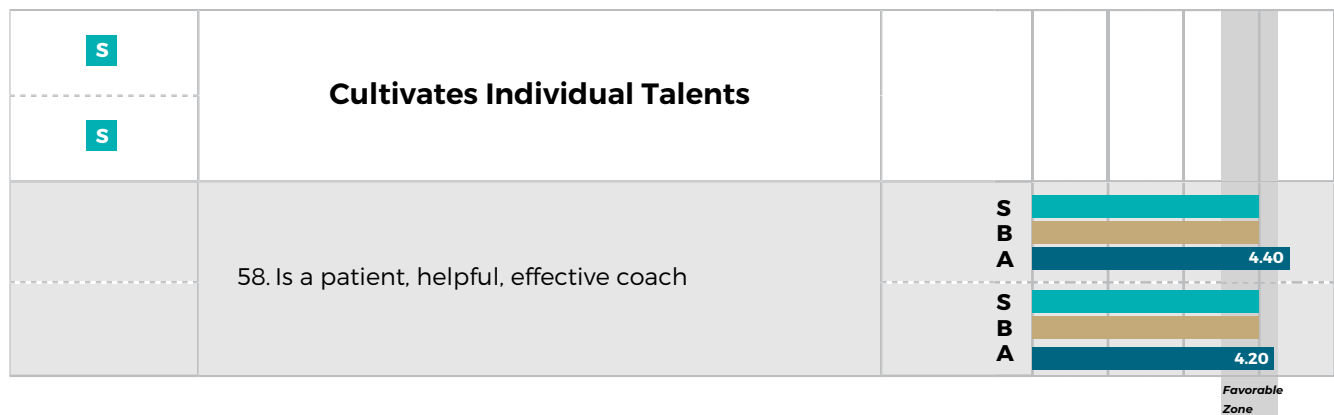 S
Cultivates Individual Talents
S
S
B
A 4.40
58. Is a patient, helpful, effective coach
S
B
A 4.20
Favorable
Zone